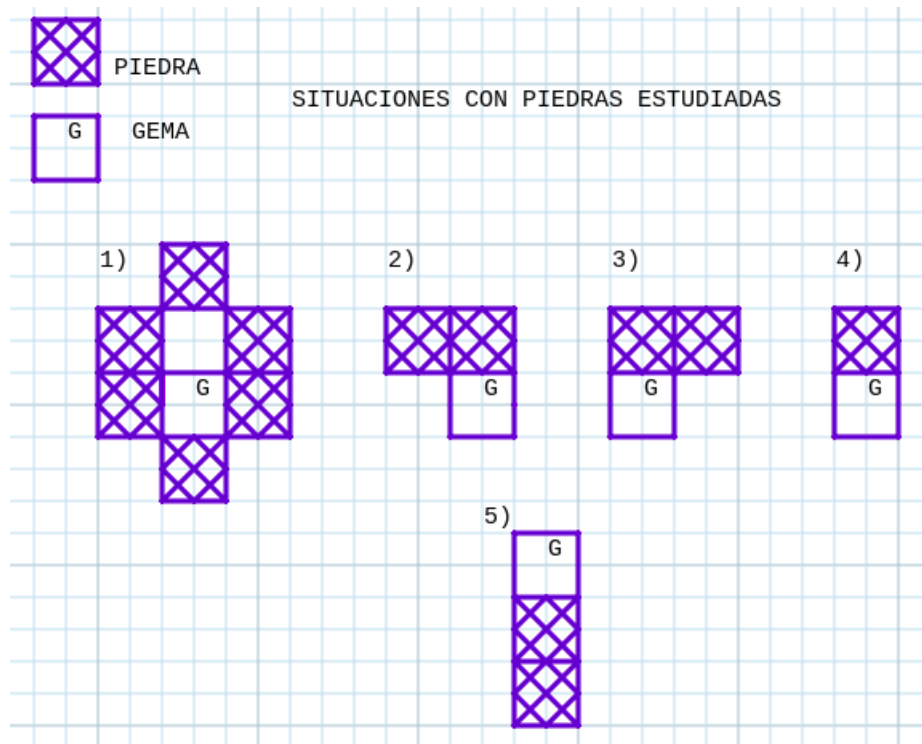 PIEDRA
SITUACIONES CON PIEDRAS ESTUDIADAS
G GEMA
1) 2) 3) 4)
G G G G
5)
G